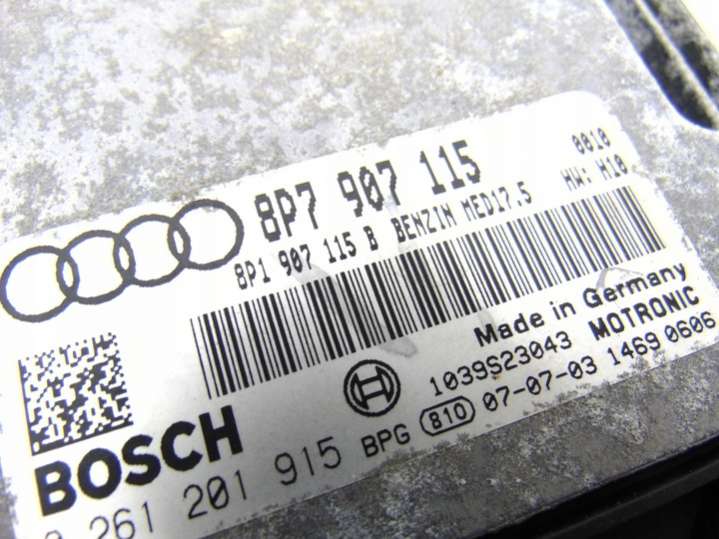 8P7 907 115 0010
8P1 907 115 B BENZIN MED17.5 HW: H10
Made in Germany
1039S23043 MOTRONIC
BOSCH BPG 810 07-07-03 1469 0606
0 261 201 915